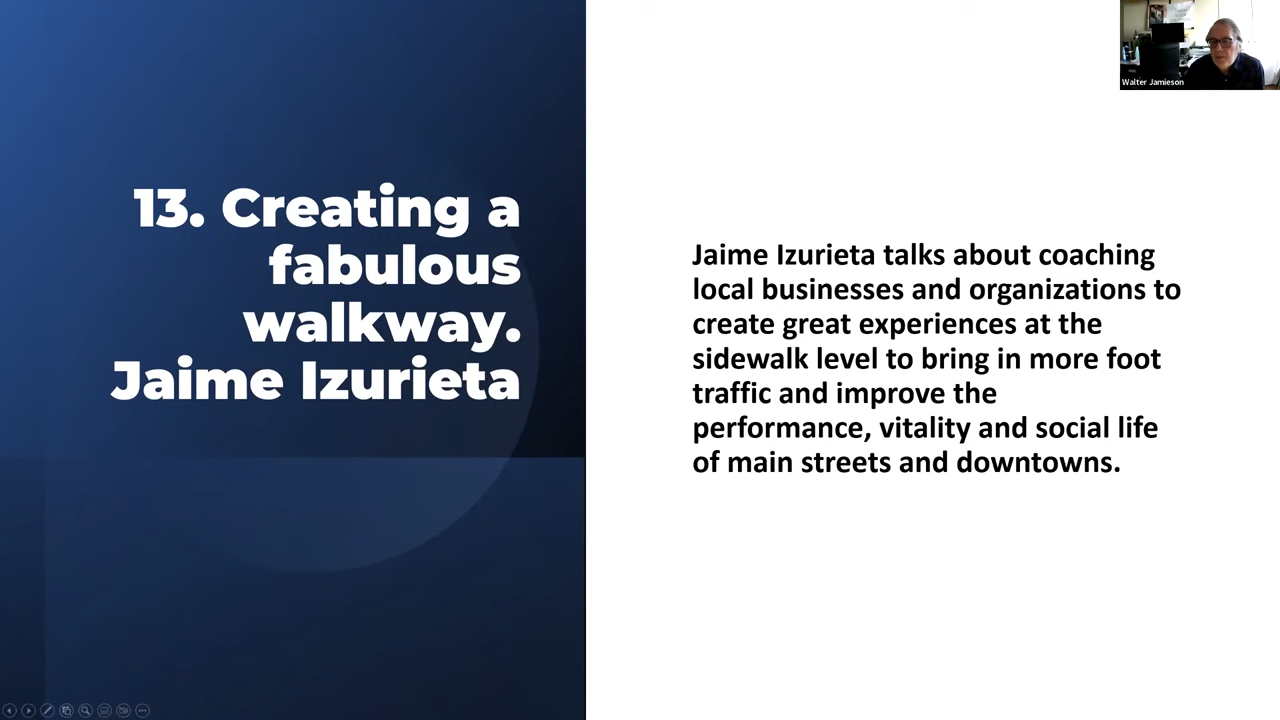 13. Creating a
fabulous
walkway.
Jaime Izurieta
Jaime Izurieta talks about coaching
local businesses and organizations to
create great experiences at the
sidewalk level to bring in more foot
traffic and improve the
performance, vitality and social life
of main streets and downtowns.
Walter Jamieson